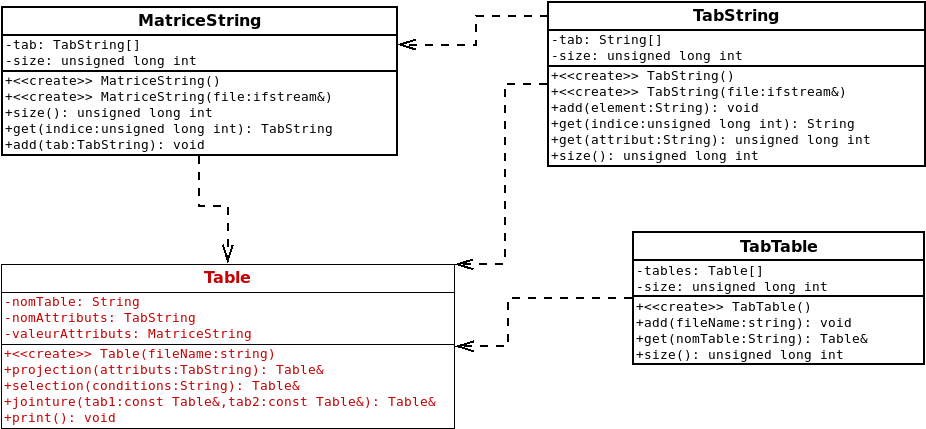 MatriceString
-tab: TabString[]
-size: unsigned long int
+<<create>> MatriceString()
+<<create>> MatriceString(file:ifstream&)
+size(): unsigned long int
+get(indice:unsigned long int): TabString
+add(tab:TabString): void
TabString
-tab: String[]
-size: unsigned long int
+<<create>> TabString()
+<<create>> TabString(file:ifstream&)
+add(element:String): void
+get(indice:unsigned long int): String
+get(attribut:String): unsigned long int
+size(): unsigned long int
Table
-nomTable: String
-nomAttributs: TabString
-valeurAttributs: MatriceString
+<<create>> Table(fileName:string)
+projection(attributs:TabString): Table&
+selection(conditions:String): Table&
+jointure(tab1:const Table&,tab2:const Table&): Table&
+print(): void
TabTable
-tables: Table[]
-size: unsigned long int
+<<create>> TabTable()
+add(fileName:string): void
+get(nomTable:String): Table&
+size(): unsigned long int